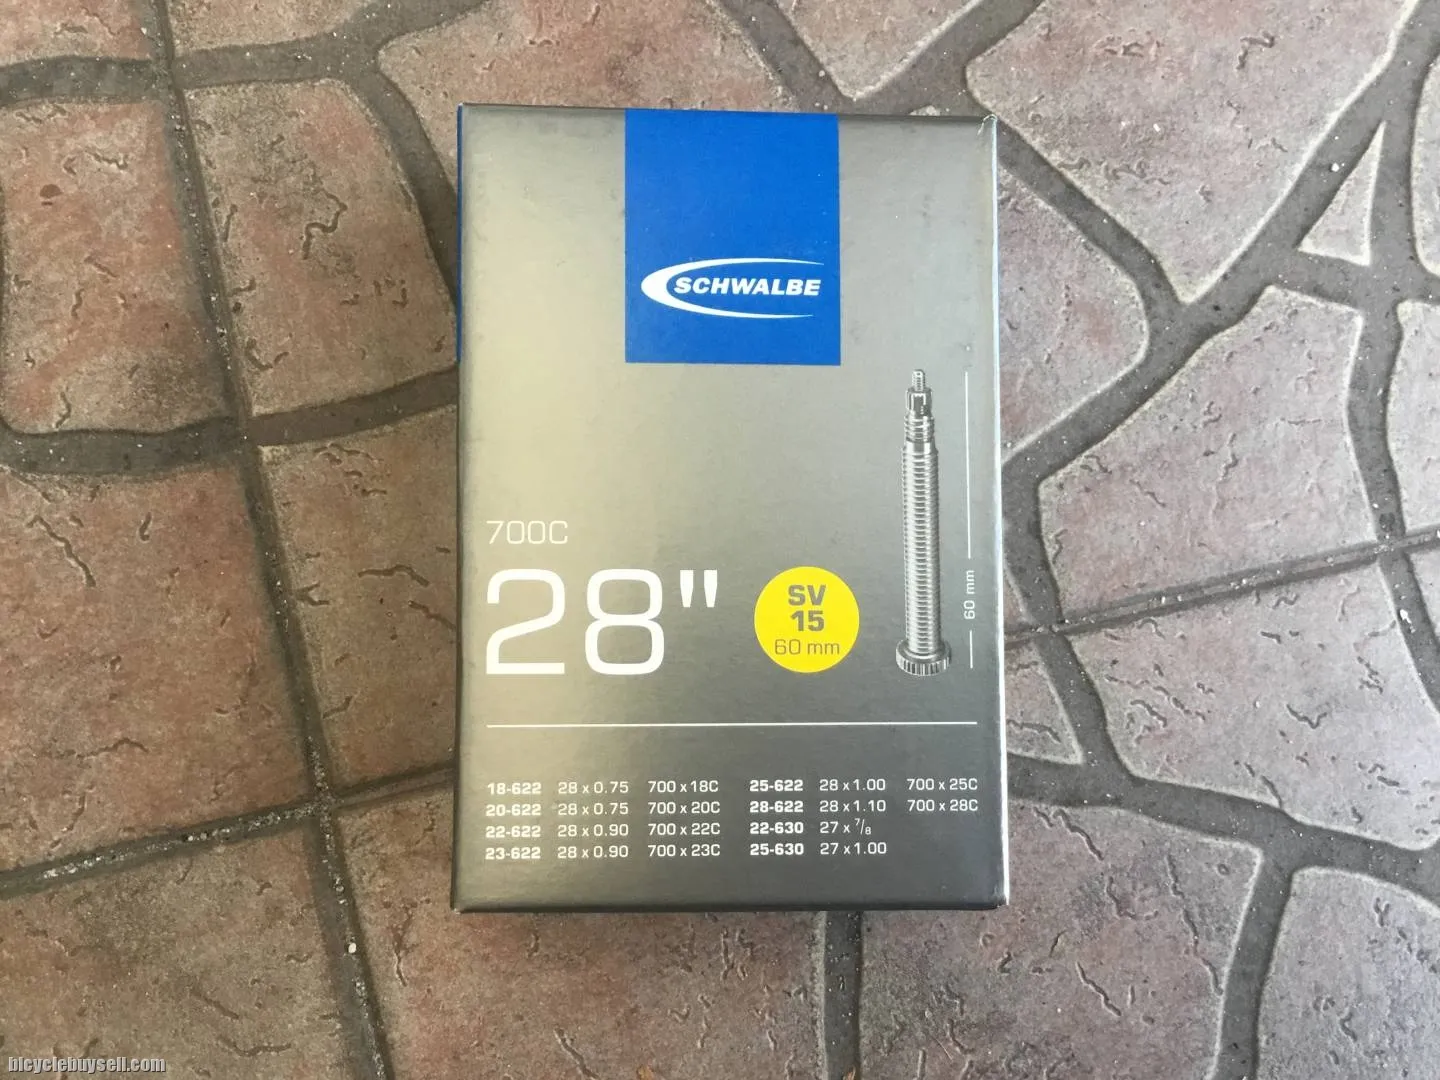 SCHWALBE
700C
28"
SV
15
60 mm
60 mm
18-622 28 x 0.75 700 x 18C
20-622 28 x 0.75 700 x 20C
22-622 28 x 0.90 700 x 22C
23-622 28 x 0.90 700 x 23C
25-622 28 x 1.00 700 x 25C
28-622 28 x 1.10 700 x 28C
22-630 27 x 7/8
25-630 27 x 1.00
bicyclebuysell.com